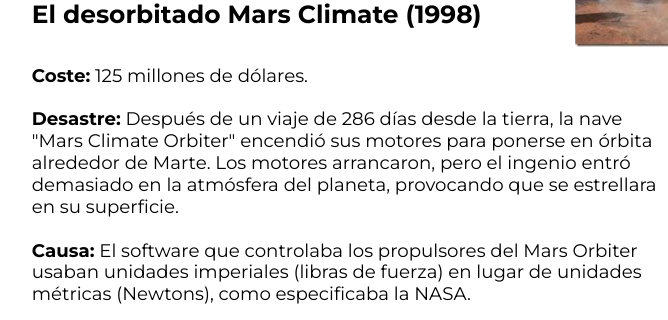 El desorbitado Mars Climate (1998)
Coste: 125 millones de dólares.
Desastre: Después de un viaje de 286 días desde la tierra, la nave
"Mars Climate Orbiter" encendió sus motores para ponerse en órbita
alrededor de Marte. Los motores arrancaron, pero el ingenio entró
demasiado en la atmósfera del planeta, provocando que se estrellara
en su superficie.
Causa: El software que controlaba los propulsores del Mars Orbiter
usaban unidades imperiales (libras de fuerza) en lugar de unidades
métricas (Newtons), como especificaba la NASA.